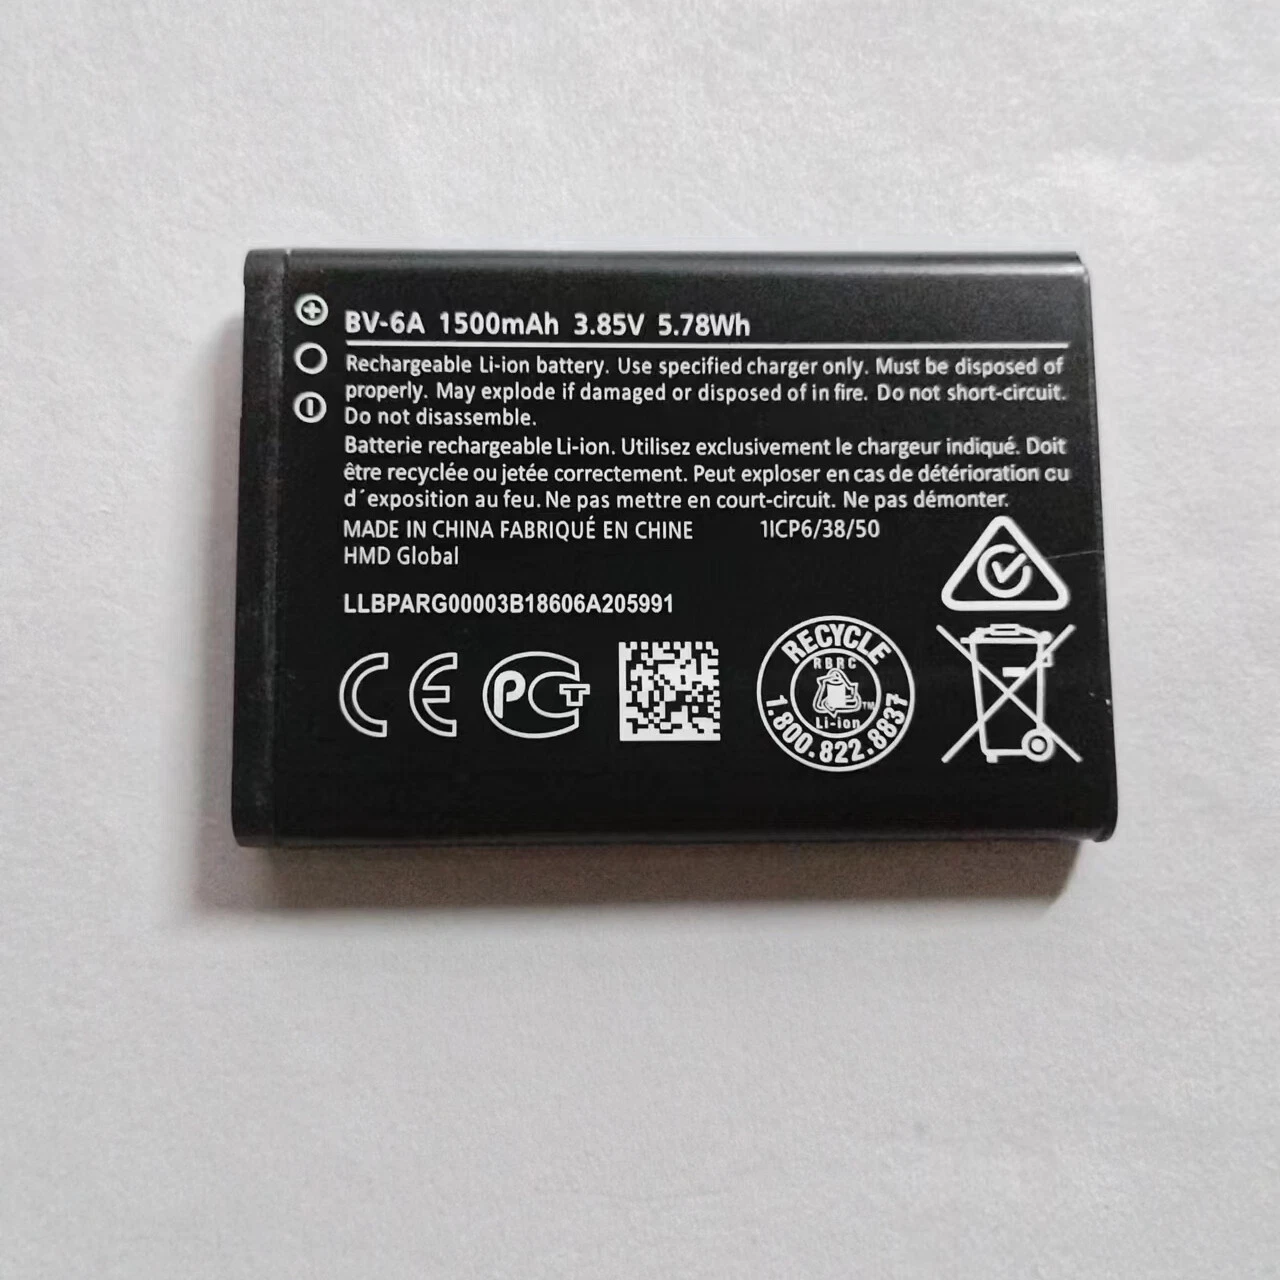 BV-6A 1500mAh 3.85V 5.78Wh
Rechargeable Li-ion battery. Use specified charger only. Must be disposed of
properly. May explode if damaged or disposed of in fire. Do not short-circuit.
Do not disassemble.
Batterie rechargeable Li-ion. Utilisez exclusivement le chargeur indiqué. Doit
être recyclée ou jetée correctement. Peut exploser en cas de détérioration cu
d´exposition au feu. Ne pas mettre en court-circuit. Ne pas démonter.
MADE IN CHINA FABRIQUÉ EN CHINE 1ICP6/38/50
HMD Global
LLBPARG00003B18606A205991
CE PCT
RECYCLE
RBRC
TM
Li-ion
1.800.822.8837